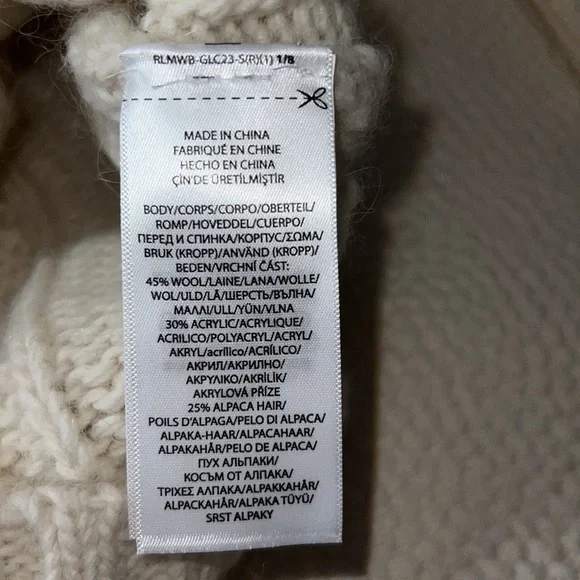 RLMWB-GLC23-S(R)(1) 1/8
MADE IN CHINA
FABRIQUÉ EN CHINE
HECHO EN CHINA
ÇİN'DE ÜRETİLMİŞTİR
BODY/CORPS/CORPO/OBERTEIL/
ROMP/HOVEDDEL/CUERPO/
ПЕРЕД И СПИНКА/КОРПУС/ΣΩΜΑ/
BRUK (KROPP)/ANVÄND (KROPP)/
BEDEN/VRCHNÍ ČÁST:
45% WOOL/LAINE/LANA/WOLLE/
WOL/ULD/LÃ/ШЕРСТЬ/ВЪЛНА/
ΜΑΛΛΙ/ULL/YÜN/VLNA
30% ACRYLIC/ACRYLIQUE/
ACRILICO/POLYACRYL/ACRYL/
AKRYL/acrílico/ACRÍLICO/
АКРИЛ/АКРИЛНО/
ΑΚΡΥΛΙΚΟ/AKRİLİK/
AKRYLOVÁ PŘÍZE
25% ALPACA HAIR/
POILS D'ALPAGA/PELO DI ALPACA/
ALPAKA-HAAR/ALPACAHAAR/
ALPAKAHÅR/PELO DE ALPACA/
ПУХ АЛЬПАКИ/
КОСЪМ ОТ АЛПАКА/
ΤΡΙΧΕΣ ΑΛΠΑΚΑ/ALPAKKAHÅR/
ALPACKAHÅR/ALPAKA TÜYÜ/
SRST ALPAKY